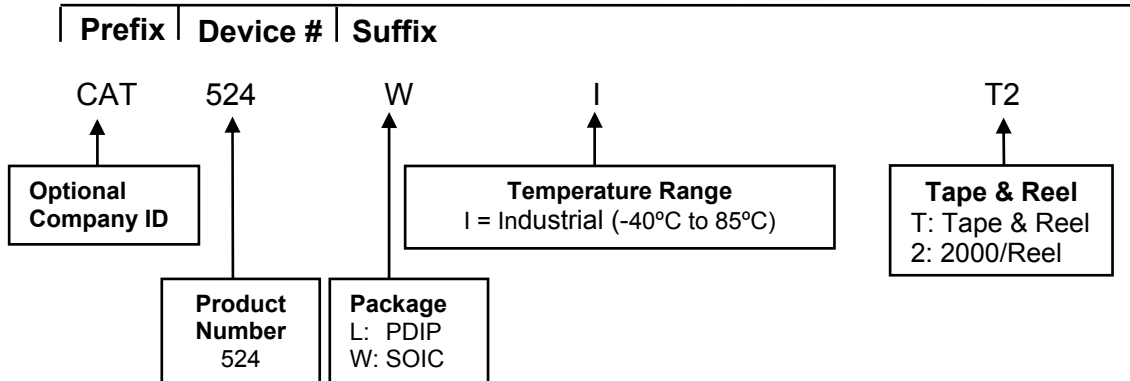 Prefix Device # Suffix
CAT 524 W I T2
Optional
Company ID
Product
Number
524
Package
L: PDIP
W: SOIC
Temperature Range
I = Industrial (-40ºC to 85ºC)
Tape & Reel
T: Tape & Reel
2: 2000/Reel